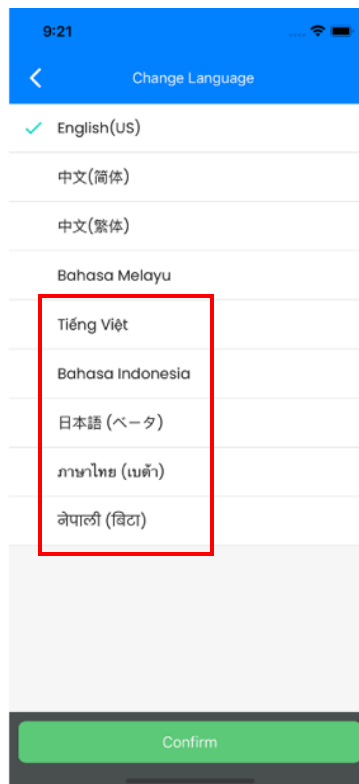 9:21
Change Language
English(US)
中文(简体)
中文(繁体)
Bahasa Melayu
Tiếng Việt
Bahasa Indonesia
日本語 (ベータ)
ภาษาไทย (เบต้า)
नेपाली (बिटा)
Confirm